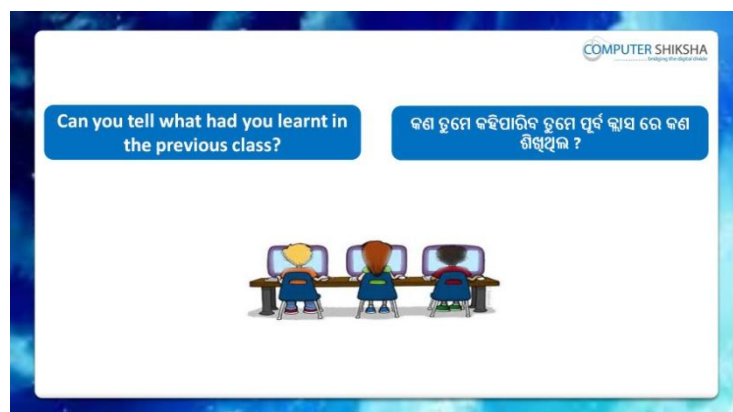 COMPUTER SHIKSHA
bridging the digital divide
Can you tell what had you learnt in
the previous class?
କଣ ତୁମେ କହିପାରିବ ତୁମେ ପୂର୍ବ କ୍ଲାସ ରେ କଣ
ଶିଖିଥିଲ ?